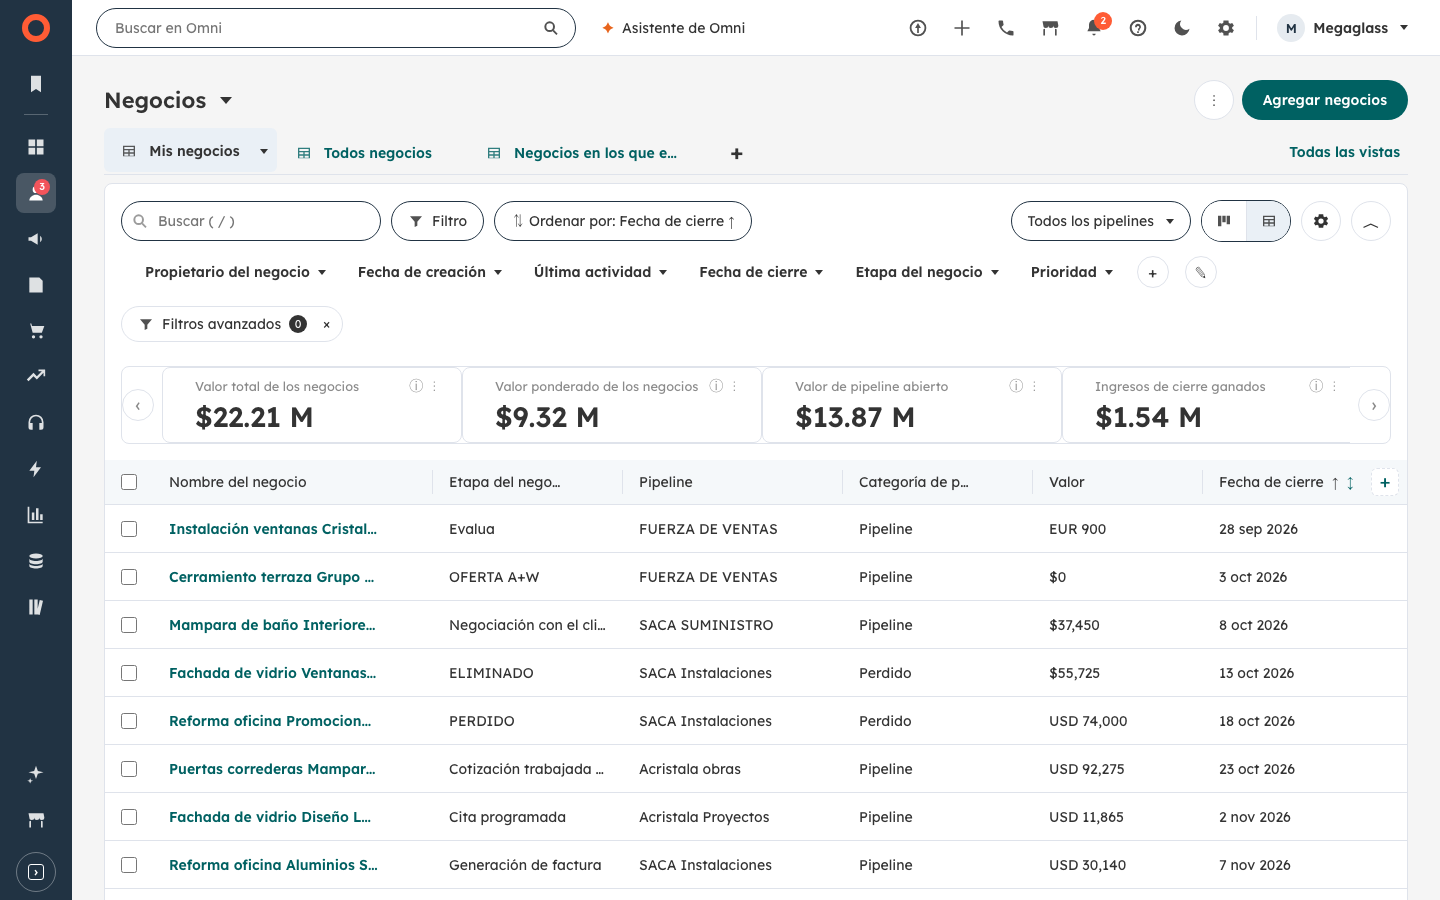 Buscar en Omni
Asistente de Omni
2
M
Megaglass
3
Negocios
Agregar negocios
Mis negocios
Todos negocios
Negocios en los que e...
+
Todas las vistas
Buscar ( / )
Filtro
Ordenar por: Fecha de cierre ↑
Todos los pipelines
Propietario del negocio
Fecha de creación
Última actividad
Fecha de cierre
Etapa del negocio
Prioridad
+
Filtros avanzados 0 ×
Valor total de los negocios
$22.21 M
Valor ponderado de los negocios
$9.32 M
Valor de pipeline abierto
$13.87 M
Ingresos de cierre ganados
$1.54 M
Nombre del negocio Etapa del nego... Pipeline Categoría de p... Valor Fecha de cierre ↑ ↕ +
Instalación ventanas Cristal... Evalua FUERZA DE VENTAS Pipeline EUR 900 28 sep 2026
Cerramiento terraza Grupo ... OFERTA A+W FUERZA DE VENTAS Pipeline $0 3 oct 2026
Mampara de baño Interiore... Negociación con el cli... SACA SUMINISTRO Pipeline $37,450 8 oct 2026
Fachada de vidrio Ventanas... ELIMINADO SACA Instalaciones Perdido $55,725 13 oct 2026
Reforma oficina Promocion... PERDIDO SACA Instalaciones Perdido USD 74,000 18 oct 2026
Puertas correderas Mampar... Cotización trabajada ... Acristala obras Pipeline USD 92,275 23 oct 2026
Fachada de vidrio Diseño L... Cita programada Acristala Proyectos Pipeline USD 11,865 2 nov 2026
Reforma oficina Aluminios S... Generación de factura SACA Instalaciones Pipeline USD 30,140 7 nov 2026